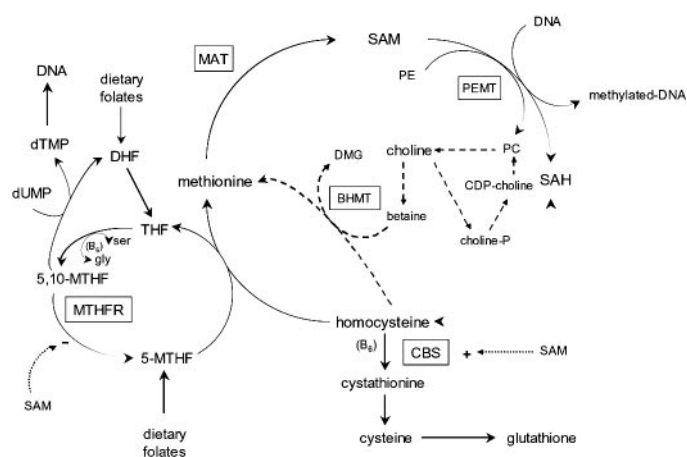 DNA
SAM
MAT
DNA
PE
PEMT
methylated-DNA
dietary
folates
dTMP
DHF
DMG
choline
PC
methionine
CDP-choline
SAH
dUMP
BHMT
betaine
THF
choline-P
(B₆)
ser
gly
5,10-MTHF
MTHFR
homocysteine
-
5-MTHF
(B₆)
CBS
+
SAM
SAM
cystathionine
dietary
folates
cysteine
glutathione